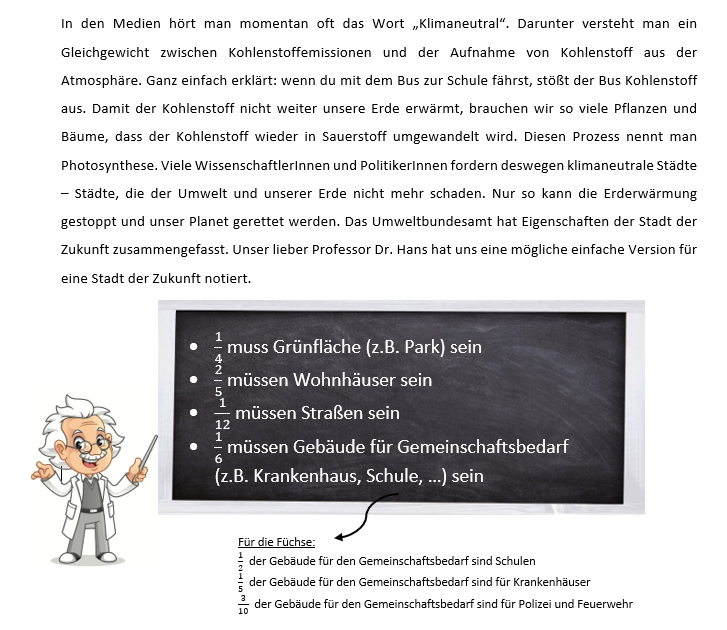 In den Medien hört man momentan oft das Wort „Klimaneutral“. Darunter versteht man ein
Gleichgewicht zwischen Kohlenstoffemissionen und der Aufnahme von Kohlenstoff aus der
Atmosphäre. Ganz einfach erklärt: wenn du mit dem Bus zur Schule fährst, stößt der Bus Kohlenstoff
aus. Damit der Kohlenstoff nicht weiter unsere Erde erwärmt, brauchen wir so viele Pflanzen und
Bäume, dass der Kohlenstoff wieder in Sauerstoff umgewandelt wird. Diesen Prozess nennt man
Photosynthese. Viele WissenschaftlerInnen und PolitikerInnen fordern deswegen klimaneutrale Städte
– Städte, die der Umwelt und unserer Erde nicht mehr schaden. Nur so kann die Erderwärmung
gestoppt und unser Planet gerettet werden. Das Umweltbundesamt hat Eigenschaften der Stadt der
Zukunft zusammengefasst. Unser lieber Professor Dr. Hans hat uns eine mögliche einfache Version für
eine Stadt der Zukunft notiert.
• 1/4 muss Grünfläche (z.B. Park) sein
• 2/5 müssen Wohnhäuser sein
• 1/12 müssen Straßen sein
• 1/6 müssen Gebäude für Gemeinschaftsbedarf
(z.B. Krankenhaus, Schule, ...) sein
Für die Füchse:
1/2 der Gebäude für den Gemeinschaftsbedarf sind Schulen
1/5 der Gebäude für den Gemeinschaftsbedarf sind für Krankenhäuser
3/10 der Gebäude für den Gemeinschaftsbedarf sind für Polizei und Feuerwehr